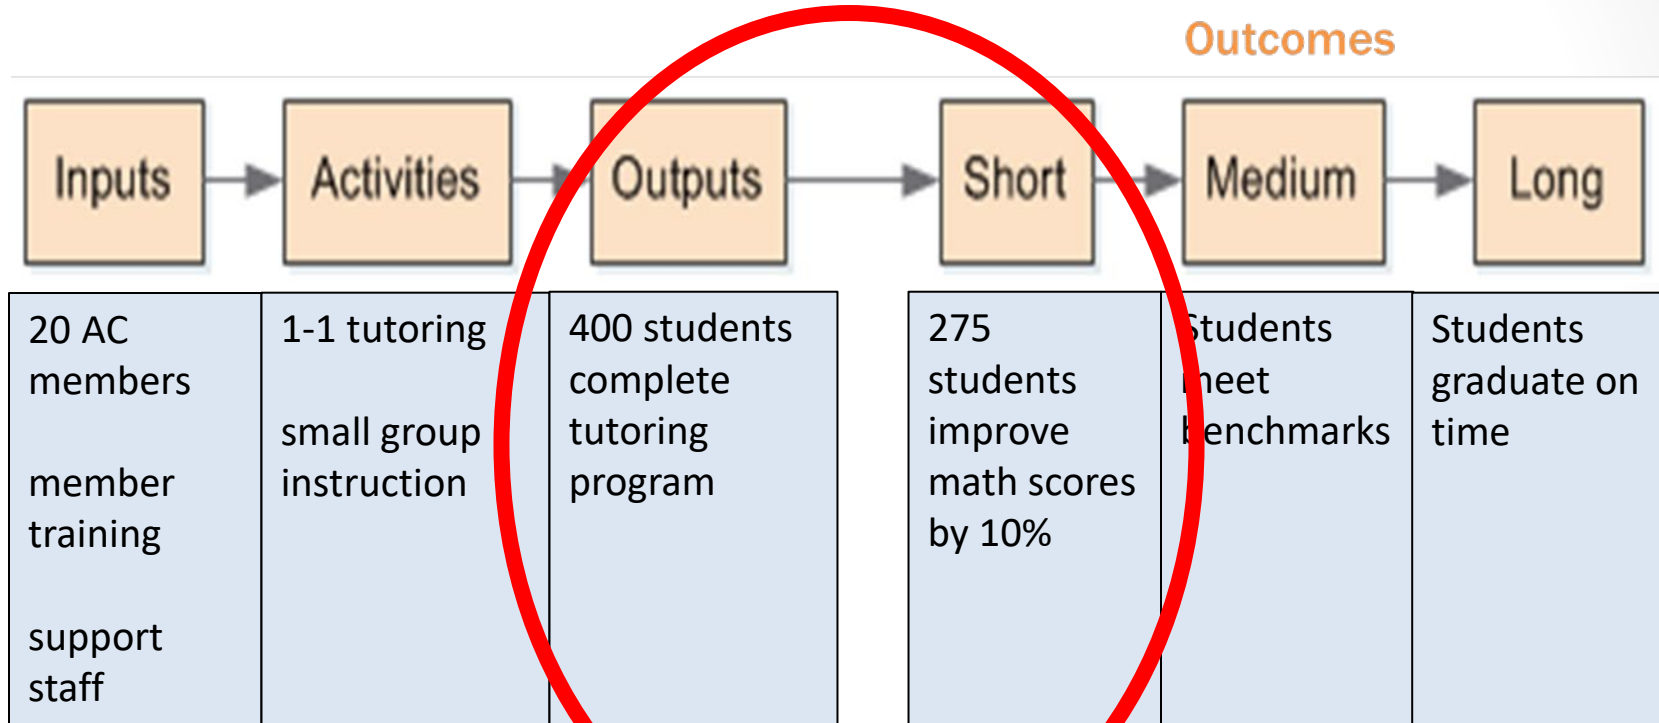 Outcomes
Inputs
Activities
Outputs
Short
Medium
Long
20 AC
members
member
training
support
staff
1-1 tutoring
small group
instruction
400 students
complete
tutoring
program
275
students
improve
math scores
by 10%
Students
meet
benchmarks
Students
graduate on
time